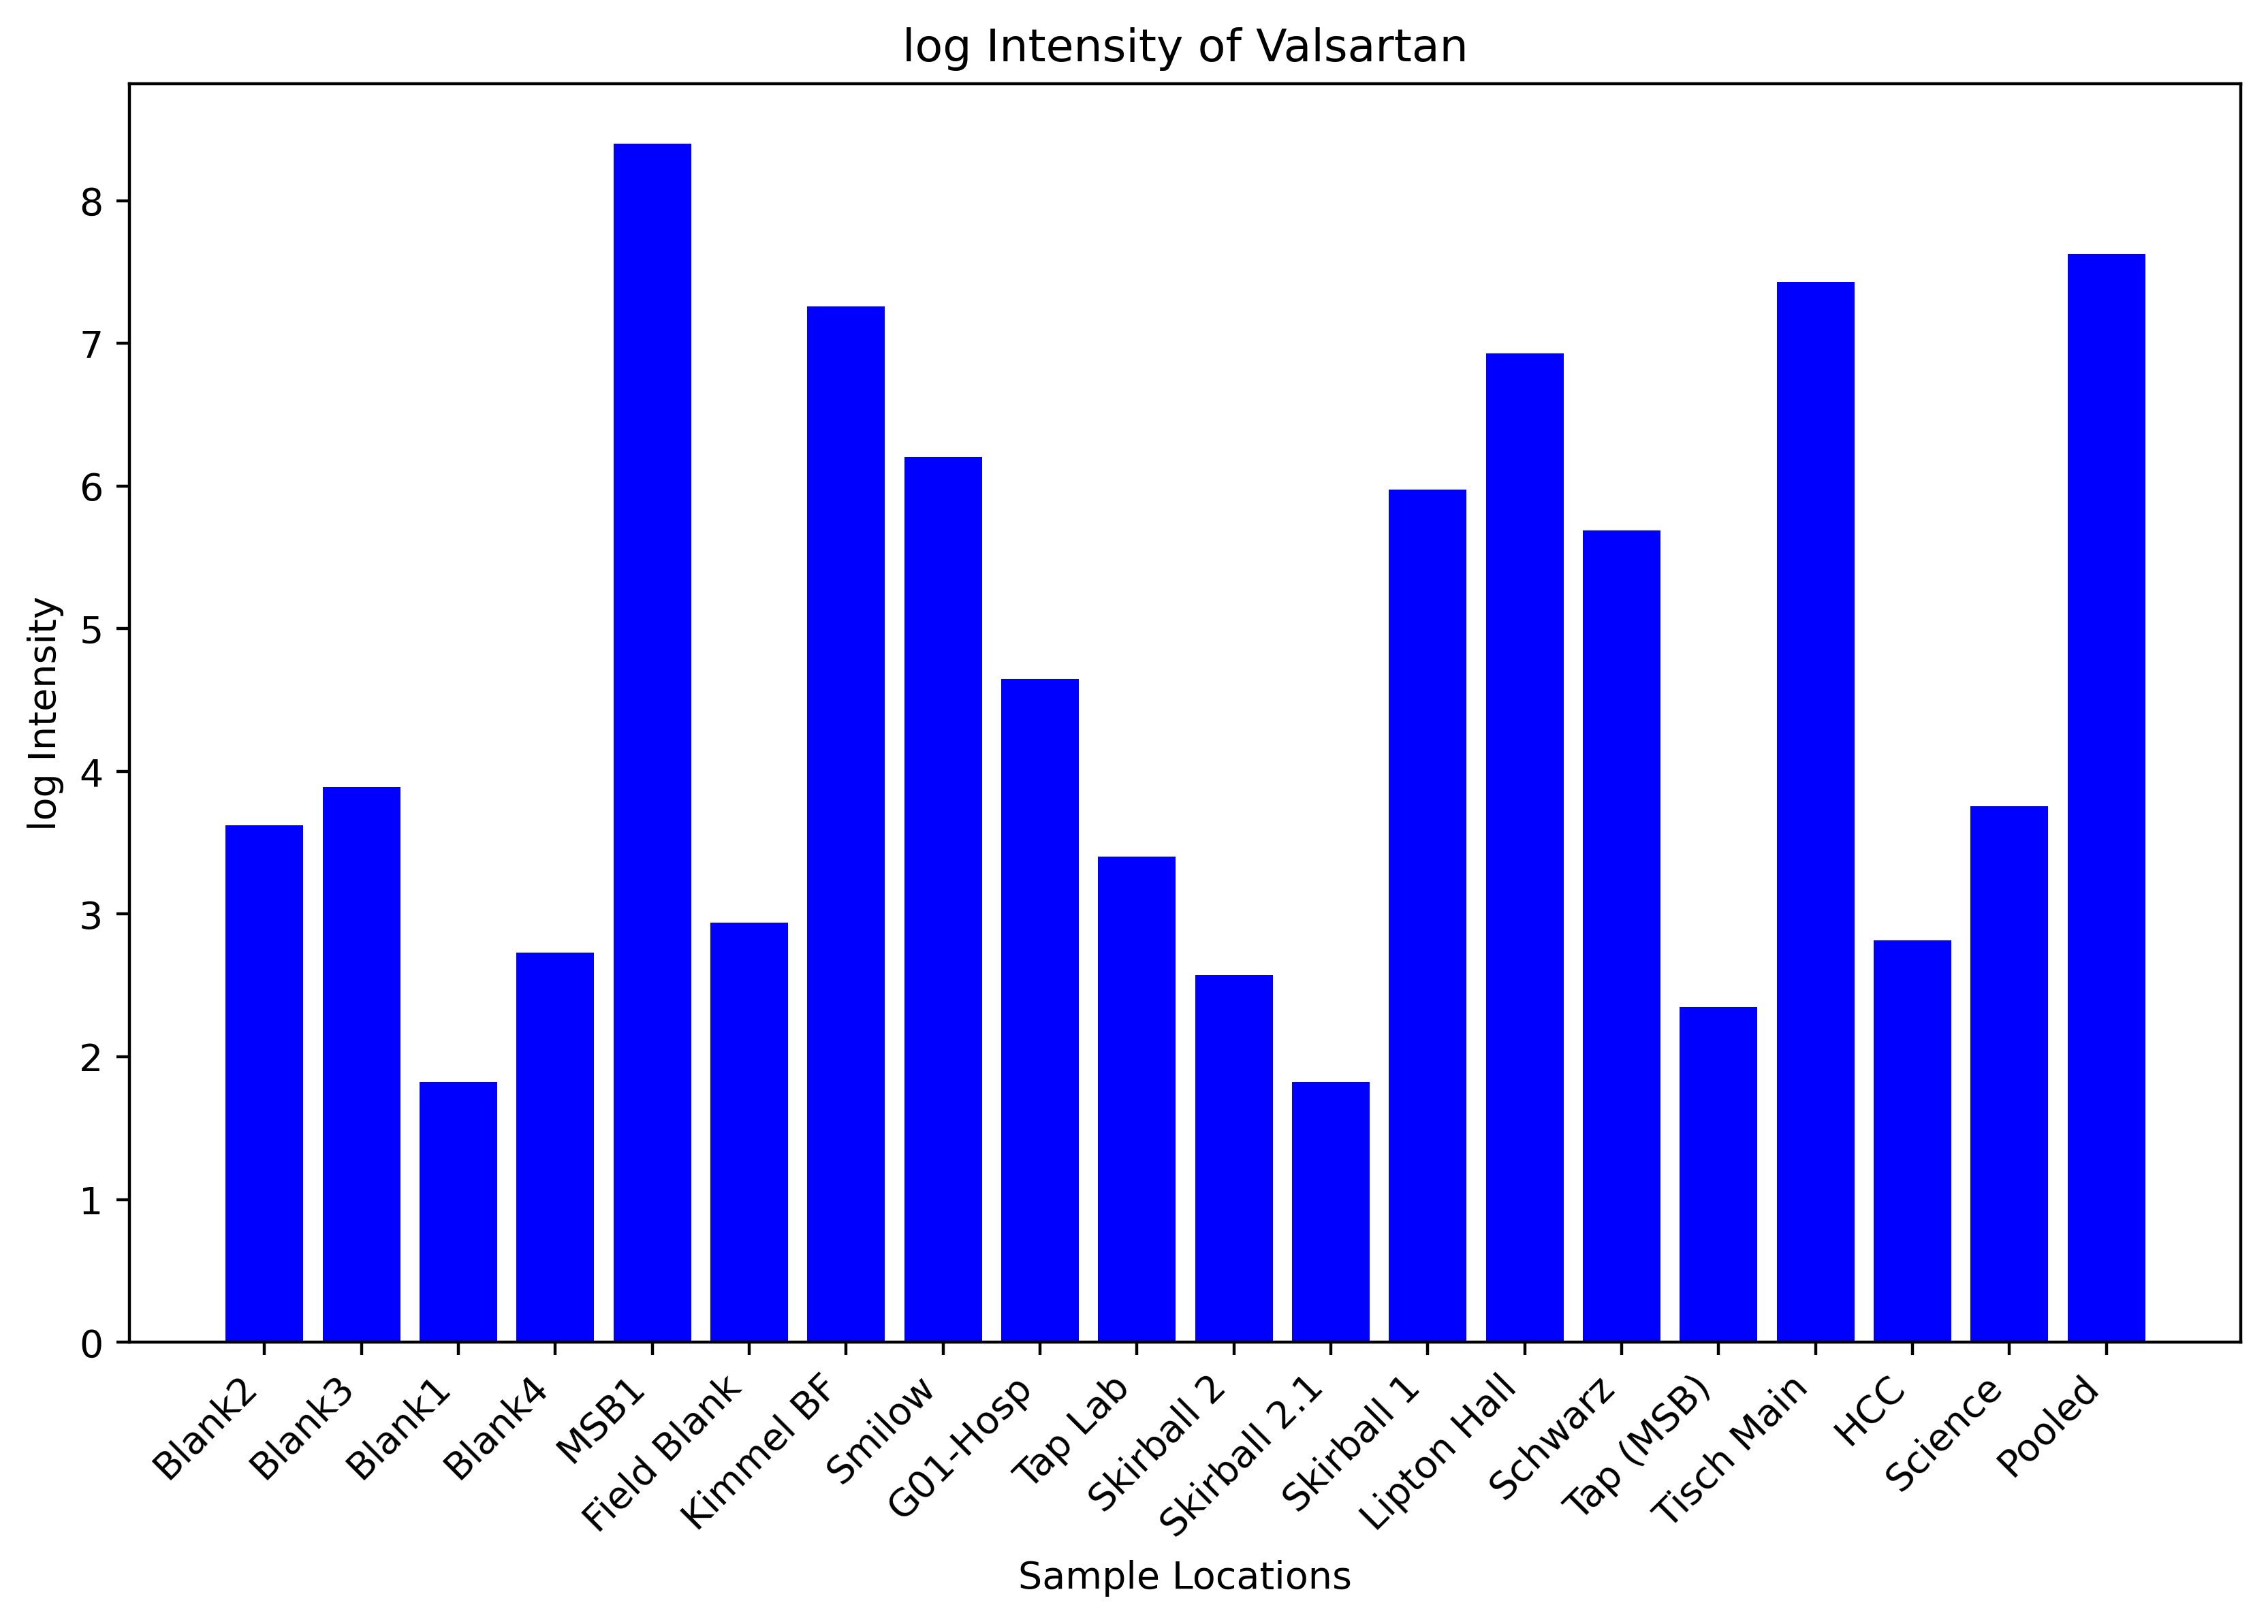 log Intensity of Valsartan
log Intensity
8
7
6
5
4
3
2
1
0
Blank2
Blank3
Blank1
Blank4
MSB1
Field Blank
Kimmel BF
Smilow
G01-Hosp
Tap Lab
Skirball 2
Skirball 2.1
Skirball 1
Lipton Hall
Schwarz
Tap (MSB)
Tisch Main
HCC
Science
Pooled
Sample Locations